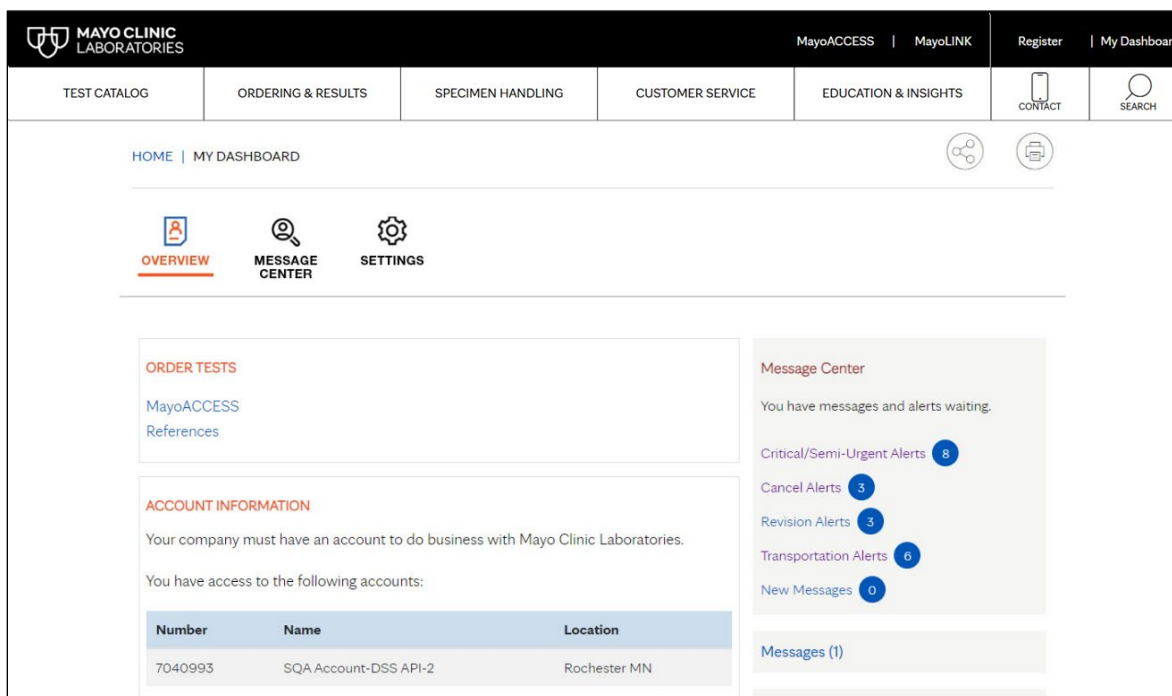 MAYO CLINIC
LABORATORIES
MayoACCESS | MayoLINK
Register | My Dashboar
TEST CATALOG
ORDERING & RESULTS
SPECIMEN HANDLING
CUSTOMER SERVICE
EDUCATION & INSIGHTS
CONTACT
SEARCH
HOME | MY DASHBOARD
OVERVIEW
MESSAGE
CENTER
SETTINGS
ORDER TESTS
MayoACCESS
References
ACCOUNT INFORMATION
Your company must have an account to do business with Mayo Clinic Laboratories.
You have access to the following accounts:
Number Name Location
7040993 SQA Account-DSS API-2 Rochester MN
Message Center
You have messages and alerts waiting.
Critical/Semi-Urgent Alerts 8
Cancel Alerts 3
Revision Alerts 3
Transportation Alerts 6
New Messages 0
Messages (1)